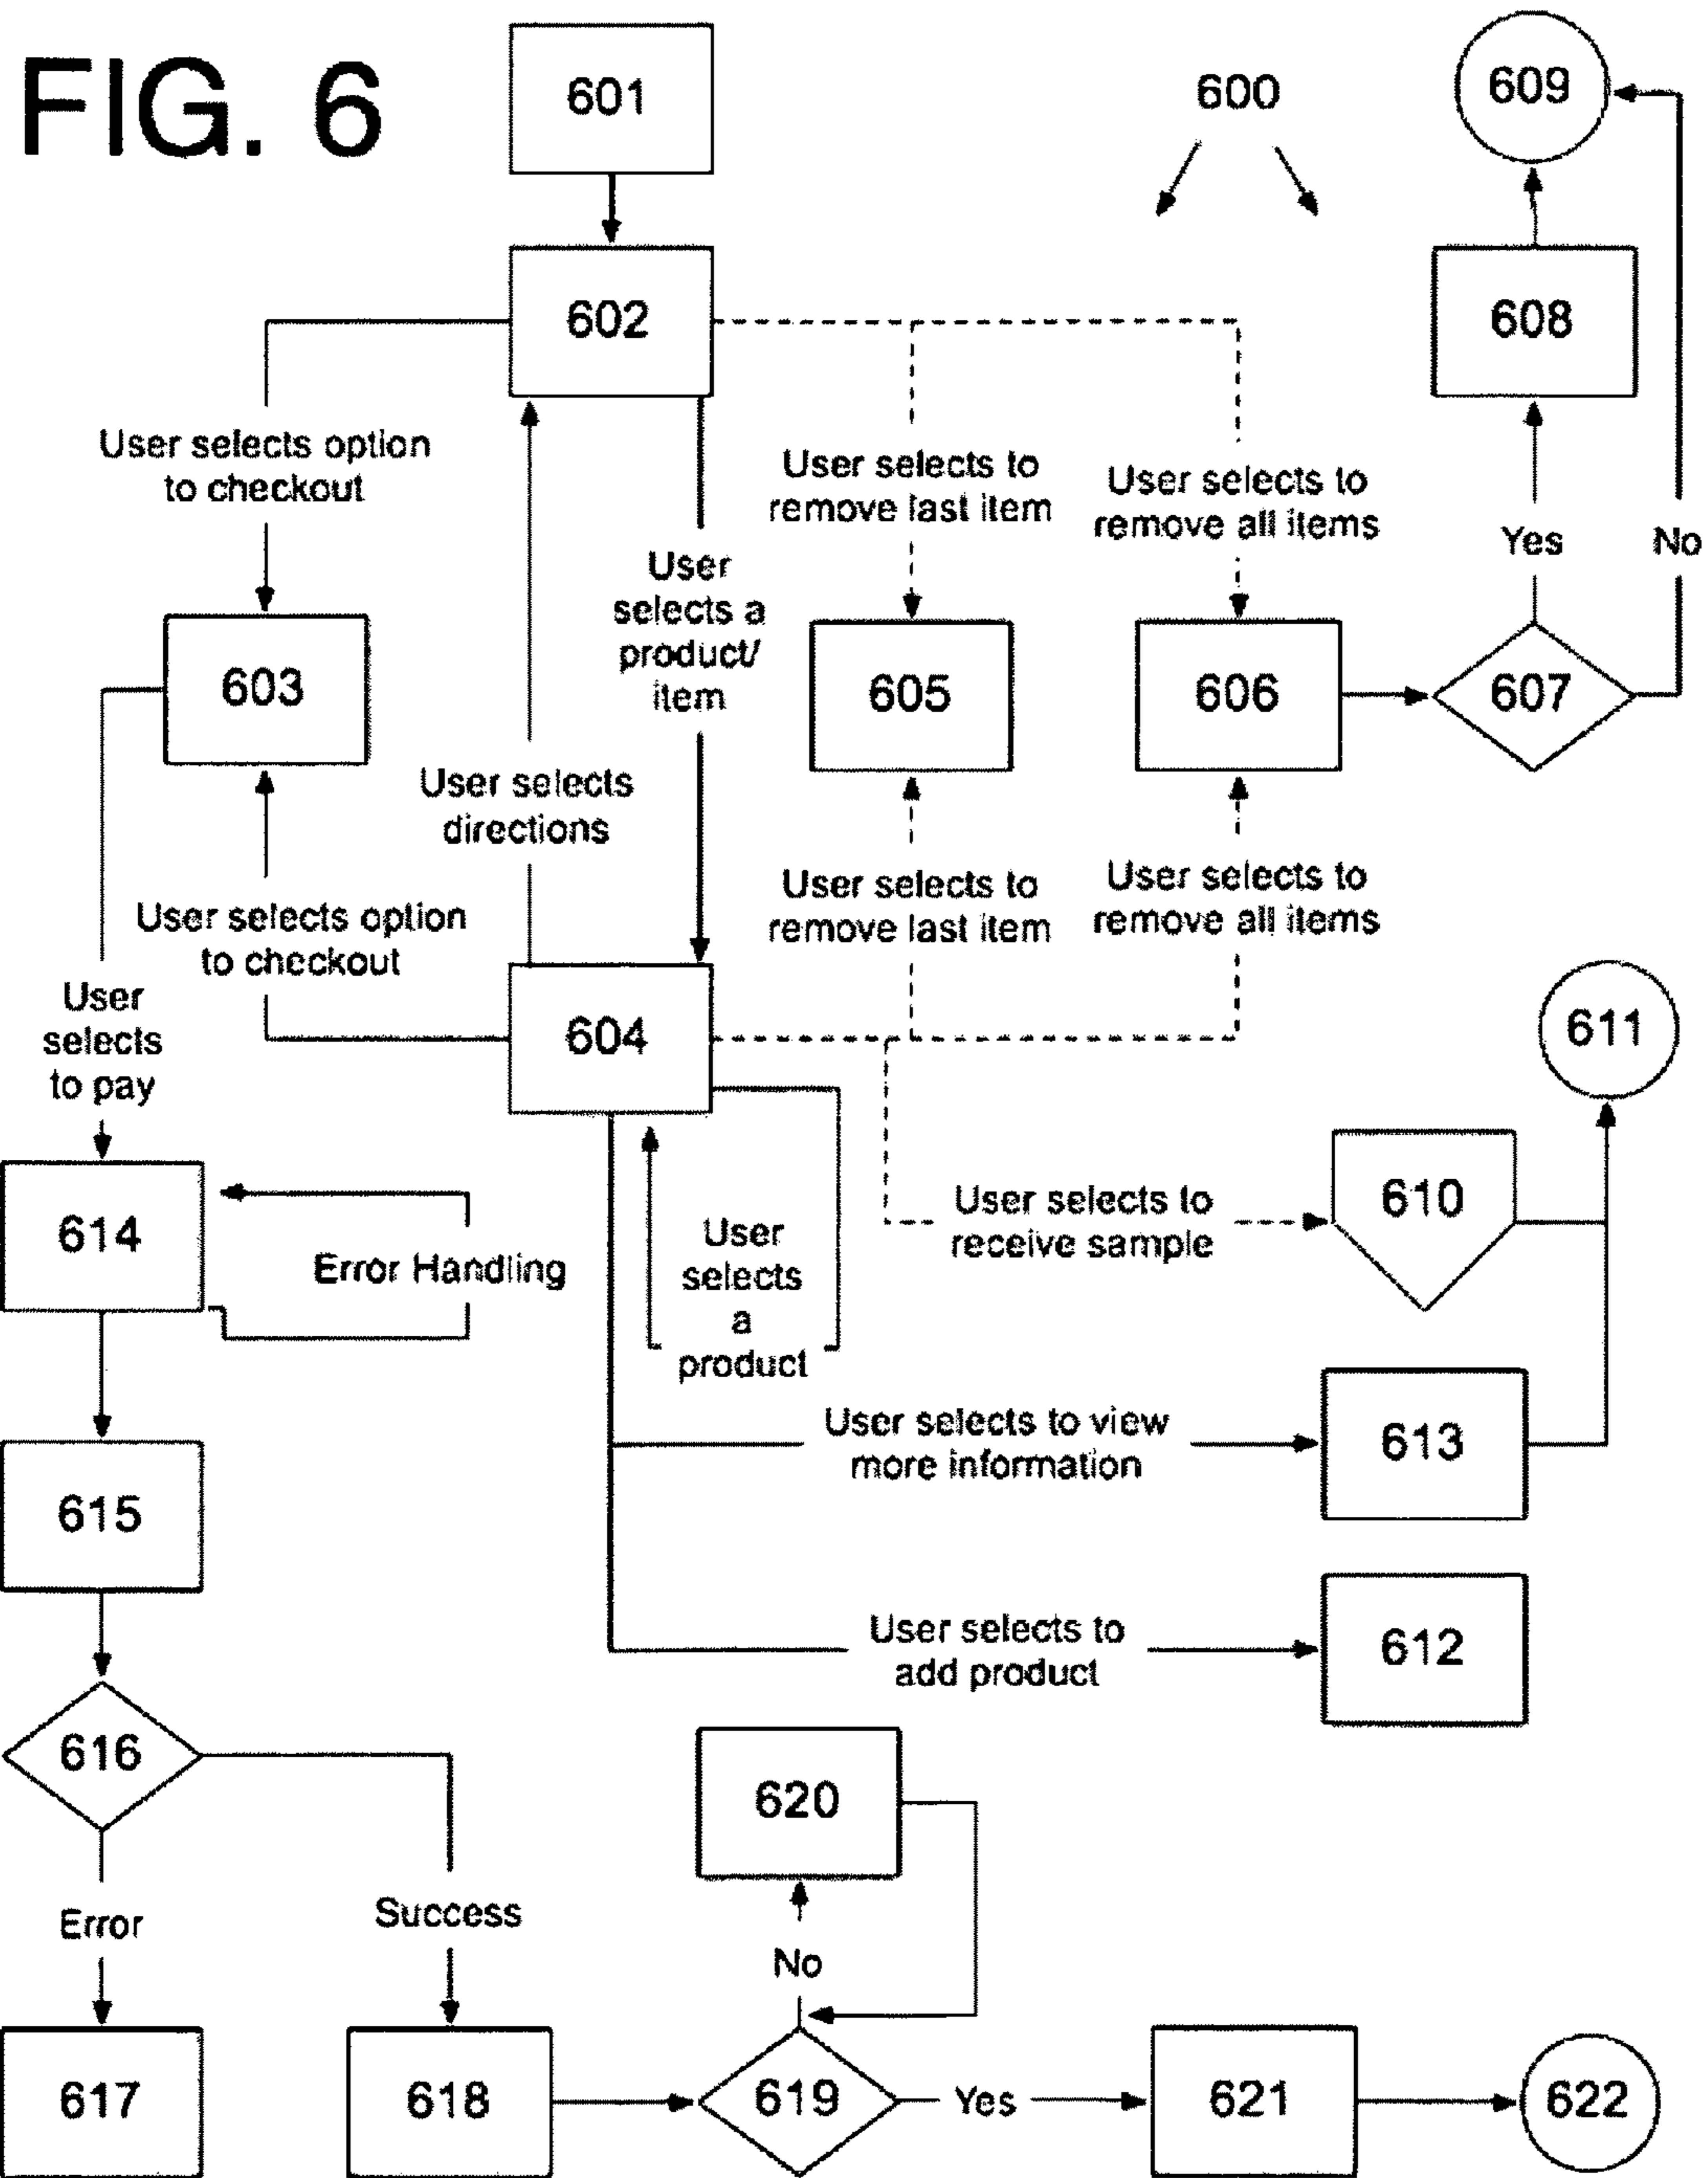 FIG. 6
601
600
609
602
608
User selects option
to checkout
User selects to
remove last item
User selects to
remove all items
Yes
No
User
selects a
product/
item
603
605
606
607
User selects
directions
User selects option
to checkout
User selects to
remove last item
User selects to
remove all items
User
selects
to pay
604
611
614
Error Handling
User
selects
a
product
User selects to
receive sample
610
User selects to view
more information
613
615
User selects to
add product
612
616
620
Error
Success
No
617
618
619
Yes
621
622